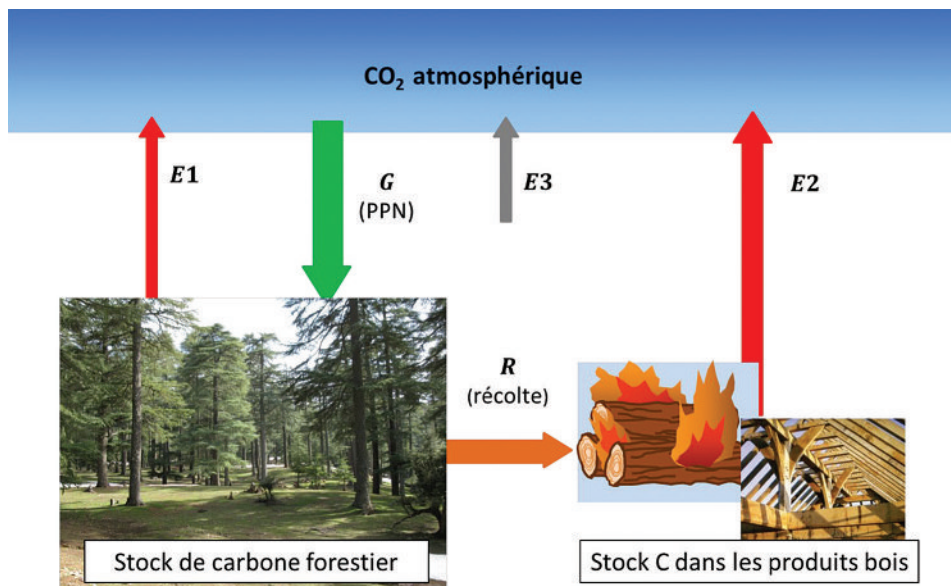 CO₂ atmosphérique
E1
G
(PPN)
E3
E2
R
(récolte)
Stock de carbone forestier
Stock C dans les produits bois